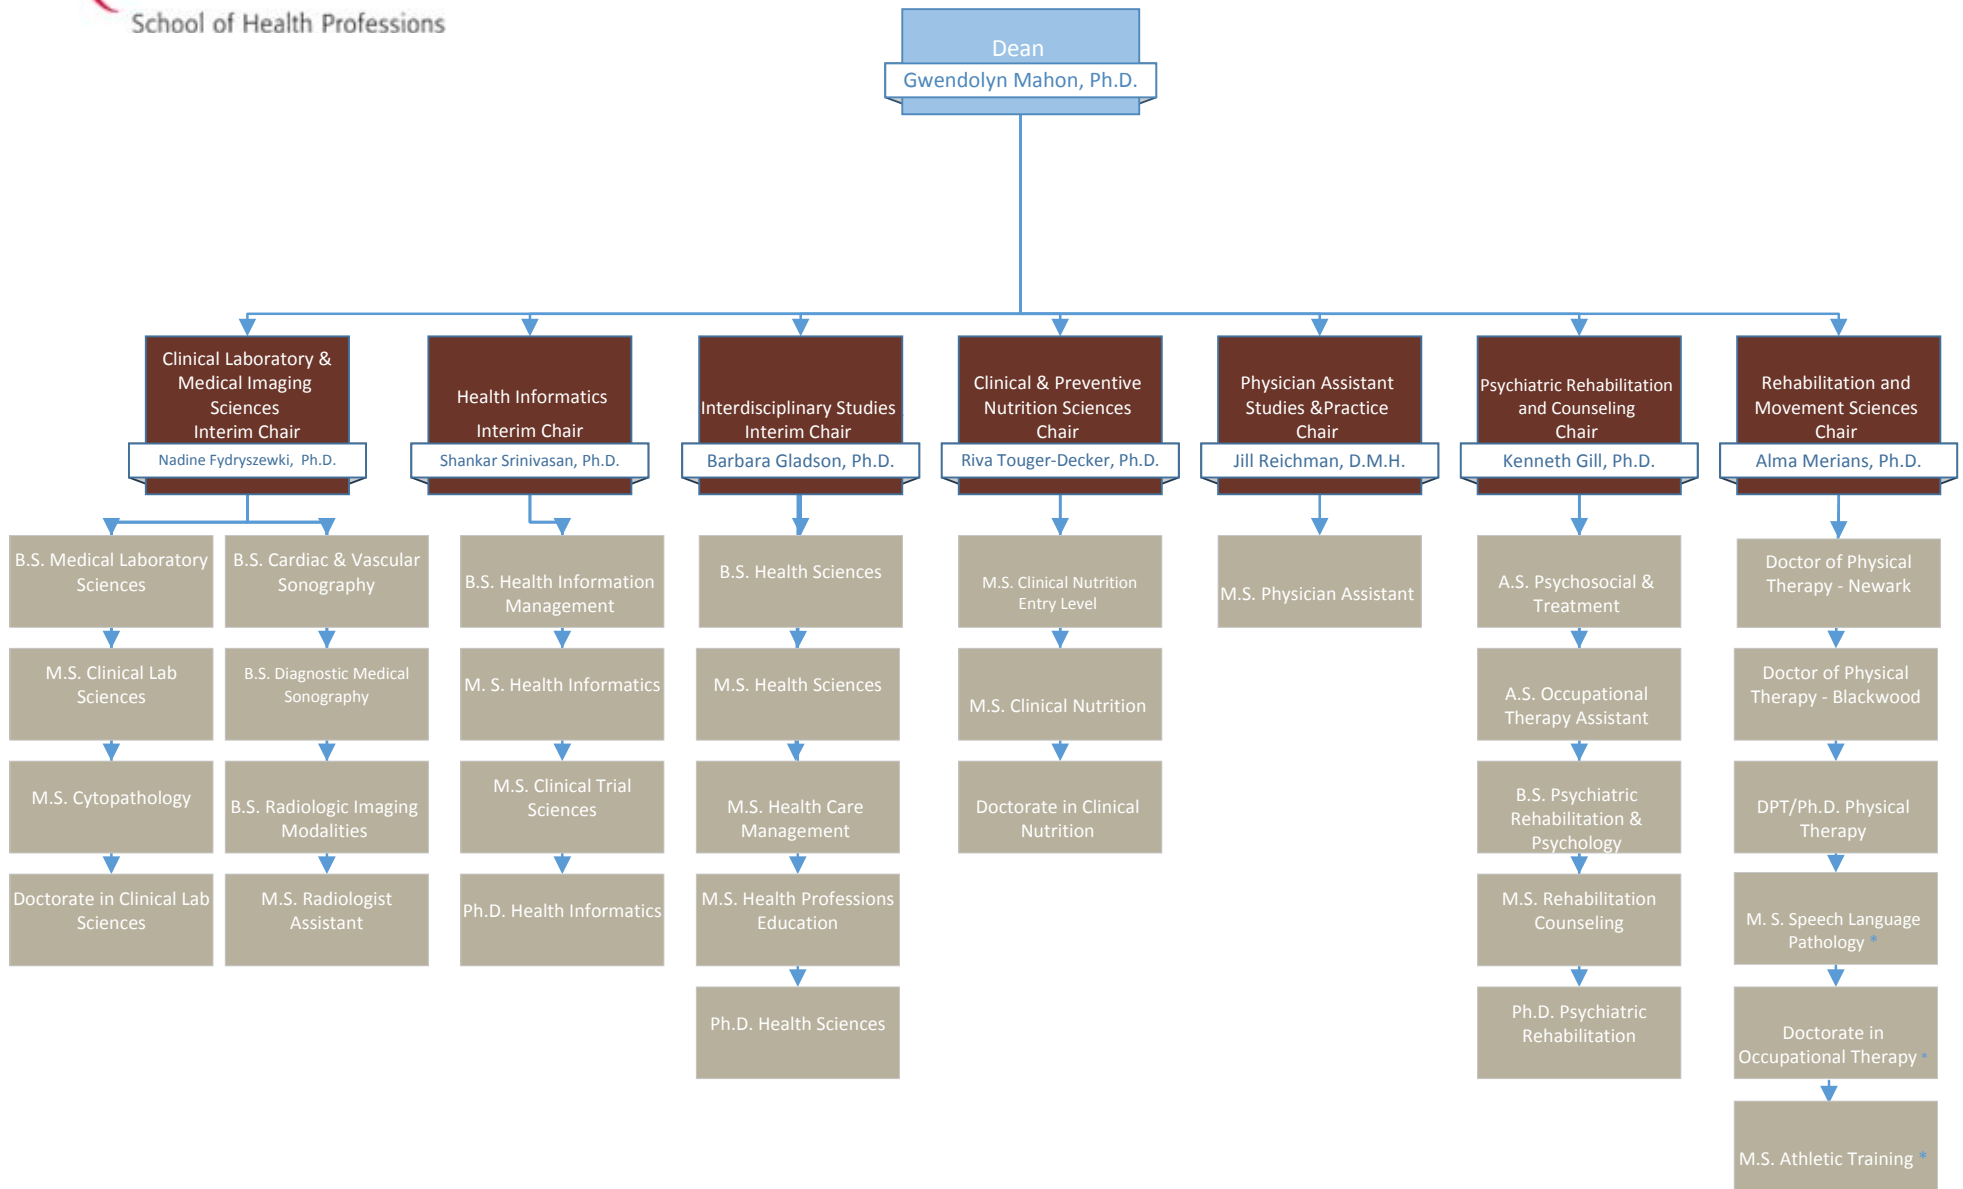 School of Health Professions
Dean
Gwendolyn Mahon, Ph.D.
Clinical Laboratory &
Medical Imaging
Sciences
Interim Chair
Nadine Fydryszewki, Ph.D.
Health Informatics
Interim Chair
Shankar Srinivasan, Ph.D.
Interdisciplinary Studies
Interim Chair
Barbara Gladson, Ph.D.
Clinical & Preventive
Nutrition Sciences
Chair
Riva Touger-Decker, Ph.D.
Physician Assistant
Studies &Practice
Chair
Jill Reichman, D.M.H.
Psychiatric Rehabilitation
and Counseling
Chair
Kenneth Gill, Ph.D.
Rehabilitation and
Movement Sciences
Chair
Alma Merians, Ph.D.
B.S. Medical Laboratory
Sciences
M.S. Clinical Lab
Sciences
M.S. Cytopathology
Doctorate in Clinical Lab
Sciences
B.S. Cardiac & Vascular
Sonography
B.S. Diagnostic Medical
Sonography
B.S. Radiologic Imaging
Modalities
M.S. Radiologist
Assistant
B.S. Health Information
Management
M. S. Health Informatics
M.S. Clinical Trial
Sciences
Ph.D. Health Informatics
B.S. Health Sciences
M.S. Health Sciences
M.S. Health Care
Management
M.S. Health Professions
Education
Ph.D. Health Sciences
M.S. Clinical Nutrition
Entry Level
M.S. Clinical Nutrition
Doctorate in Clinical
Nutrition
M.S. Physician Assistant
A.S. Psychosocial &
Treatment
A.S. Occupational
Therapy Assistant
B.S. Psychiatric
Rehabilitation &
Psychology
M.S. Rehabilitation
Counseling
Ph.D. Psychiatric
Rehabilitation
Doctor of Physical
Therapy - Newark
Doctor of Physical
Therapy - Blackwood
DPT/Ph.D. Physical
Therapy
M. S. Speech Language
Pathology *
Doctorate in
Occupational Therapy *
M.S. Athletic Training *